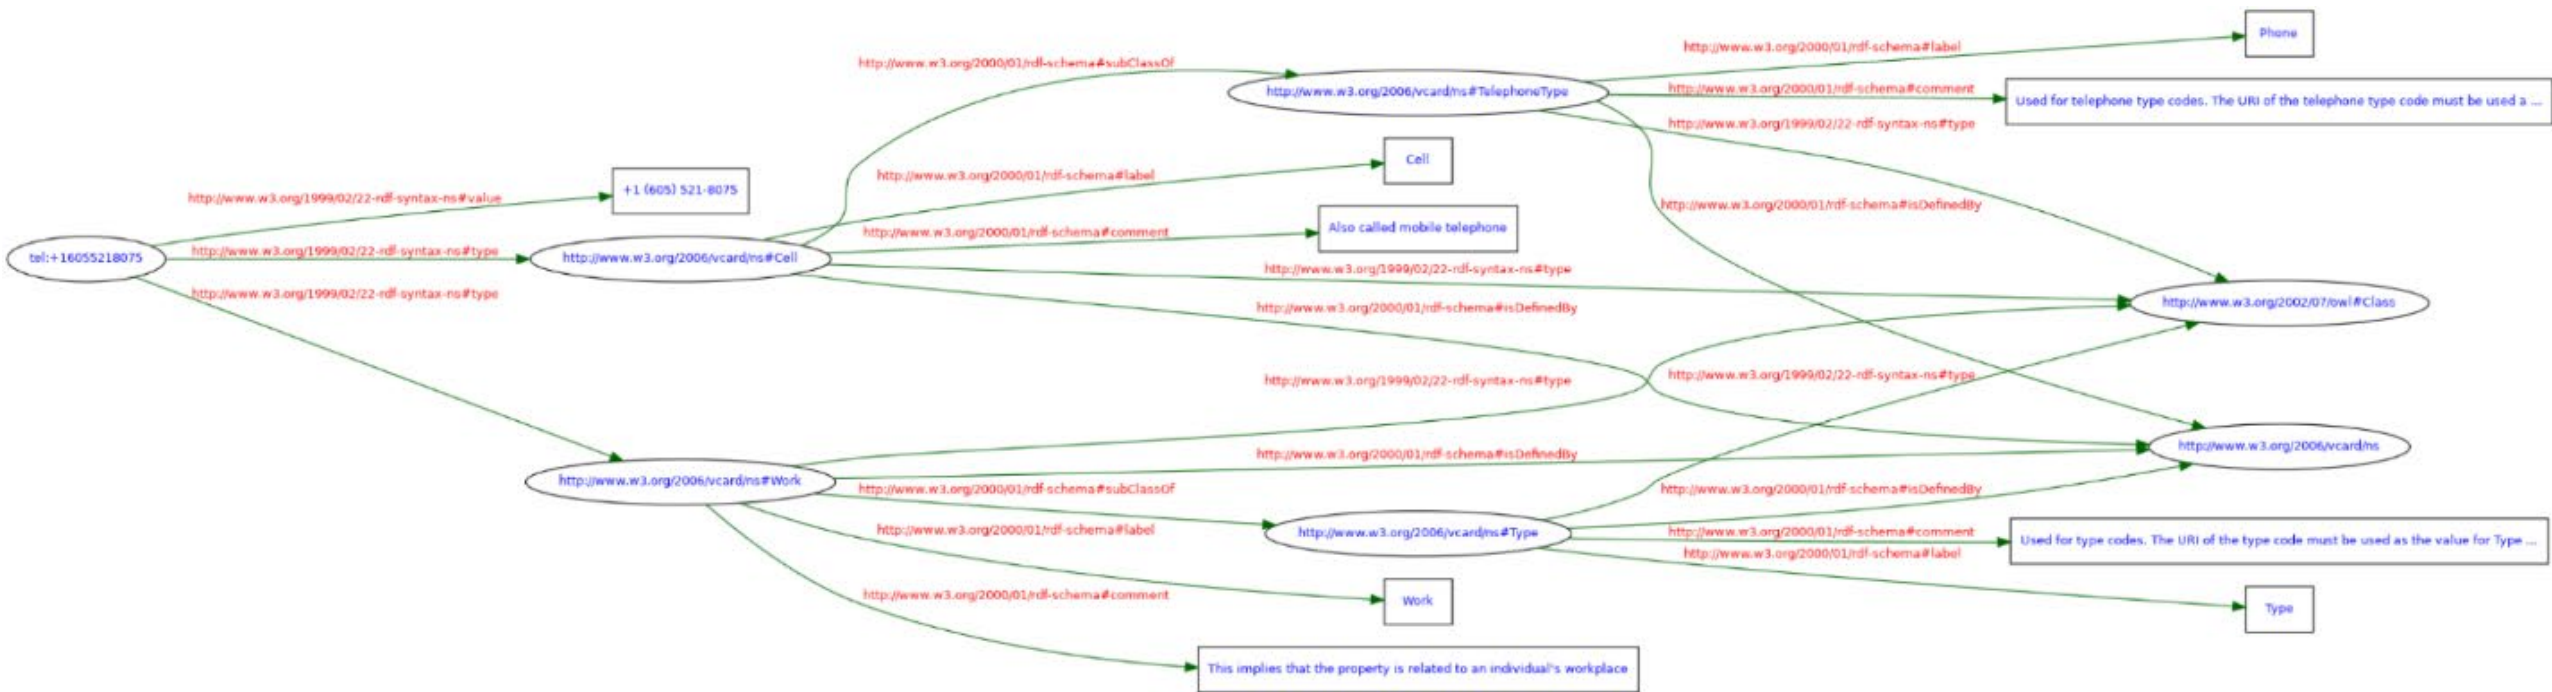 Phone
http://www.w3.org/2000/01/rdf-schema#label
http://www.w3.org/2000/01/rdf-schema#subClassOf
http://www.w3.org/2006/vcard/ns#TelephoneType
http://www.w3.org/2000/01/rdf-schema#comment
Used for telephone type codes. The URI of the telephone type code must be used a ...
http://www.w3.org/1999/02/22-rdf-syntax-ns#type
Cell
http://www.w3.org/2000/01/rdf-schema#label
+1 (605) 521-8075
http://www.w3.org/1999/02/22-rdf-syntax-ns#value
http://www.w3.org/2000/01/rdf-schema#isDefinedBy
http://www.w3.org/2000/01/rdf-schema#comment
Also called mobile telephone
http://www.w3.org/1999/02/22-rdf-syntax-ns#type
tel:+16055218075
http://www.w3.org/2006/vcard/ns#Cell
http://www.w3.org/1999/02/22-rdf-syntax-ns#type
http://www.w3.org/1999/02/22-rdf-syntax-ns#type
http://www.w3.org/2000/01/rdf-schema#isDefinedBy
http://www.w3.org/2002/07/owl#Class
http://www.w3.org/1999/02/22-rdf-syntax-ns#type
http://www.w3.org/1999/02/22-rdf-syntax-ns#type
http://www.w3.org/2006/vcard/ns
http://www.w3.org/2000/01/rdf-schema#isDefinedBy
http://www.w3.org/2006/vcard/ns#Work
http://www.w3.org/2000/01/rdf-schema#subClassOf
http://www.w3.org/2000/01/rdf-schema#isDefinedBy
http://www.w3.org/2000/01/rdf-schema#label
http://www.w3.org/2006/vcard/ns#Type
http://www.w3.org/2000/01/rdf-schema#comment
Used for type codes. The URI of the type code must be used as the value for Type ...
http://www.w3.org/2000/01/rdf-schema#label
http://www.w3.org/2000/01/rdf-schema#comment
Work
Type
This implies that the property is related to an individual's workplace